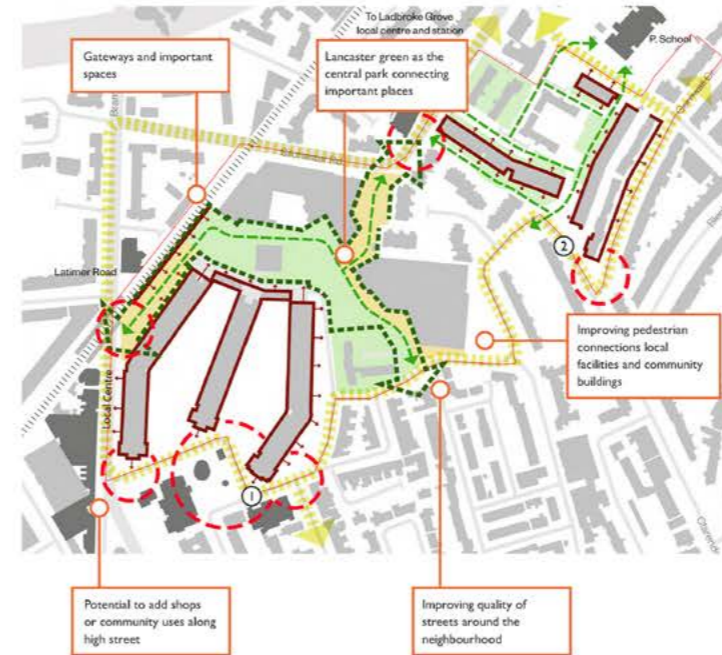 To Ladbroke Grove
local centre and station
P. School
Gateways and important
spaces
Lancaster green as the
central park connecting
important places
Latimer Road
2
Improving pedestrian
connections local
facilities and community
buildings
Local Centre
1
Potential to add shops
or community uses along
high street
Improving quality of
streets around the
neighbourhood